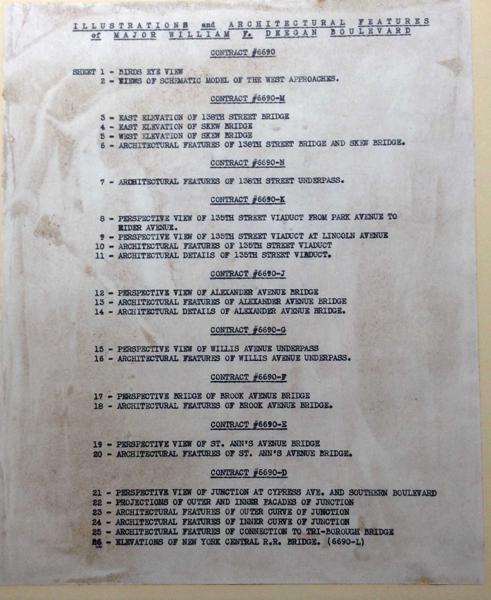 ILLUSTRATIONS and ARCHITECTURAL FEATURES
of MAJOR WILLIAM F. DEEGAN BOULEVARD
CONTRACT #6690
SHEET 1 - BIRDS EYE VIEW
2 - VIEWS OF SCHEMATIC MODEL OF THE WEST APPROACHES.
CONTRACT #6690-M
3 - EAST ELEVATION OF 138TH STREET BRIDGE
4 - EAST ELEVATION OF SKEW BRIDGE
5 - WEST ELEVATION OF SKEW BRIDGE
6 - ARCHITECTURAL FEATURES OF 138TH STREET BRIDGE AND SKEW BRIDGE.
CONTRACT #6690-N
7 - ARCHITECTURAL FEATURES OF 138TH STREET UNDERPASS.
CONTRACT #6690-K
8 - PERSPECTIVE VIEW OF 135TH STREET VIADUCT FROM PARK AVENUE TO
RIDER AVENUE.
9 - PERSPECTIVE VIEW OF 135TH STREET VIADUCT AT LINCOLN AVENUE
10 - ARCHITECTURAL FEATURES OF 135TH STREET VIADUCT
11 - ARCHITECTURAL DETAILS OF 135TH STREET VIADUCT.
CONTRACT #6690-J
12 - PERSPECTIVE VIEW OF ALEXANDER AVENUE BRIDGE
13 - ARCHITECTURAL FEATURES OF ALEXANDER AVENUE BRIDGE
14 - ARCHITECTURAL DETAILS OF ALEXANDER AVENUE BRIDGE.
CONTRACT #6690-G
15 - PERSPECTIVE VIEW OF WILLIS AVENUE UNDERPASS
16 - ARCHITECTURAL FEATURES OF WILLIS AVENUE UNDERPASS.
CONTRACT #6690-F
17 - PERSPECTIVE BRIDGE OF BROOK AVENUE BRIDGE
18 - ARCHITECTURAL FEATURES OF BROOK AVENUE BRIDGE.
CONTRACT #6690-E
19 - PERSPECTIVE VIEW OF ST. ANN'S AVENUE BRIDGE
20 - ARCHITECTURAL FEATURES OF ST. ANN'S AVENUE BRIDGE.
CONTRACT #6690-D
21 - PERSPECTIVE VIEW OF JUNCTION AT CYPRESS AVE. AND SOUTHERN BOULEVARD
22 - PROJECTIONS OF OUTER AND INNER FACADES OF JUNCTION
23 - ARCHITECTURAL FEATURES OF OUTER CURVE OF JUNCTION
24 - ARCHITECTURAL FEATURES OF INNER CURVE OF JUNCTION
25 - ARCHITECTURAL FEATURES OF CONNECTION TO TRI-BOROUGH BRIDGE
26 - ELEVATIONS OF NEW YORK CENTRAL R.R. BRIDGE. (6690-L)